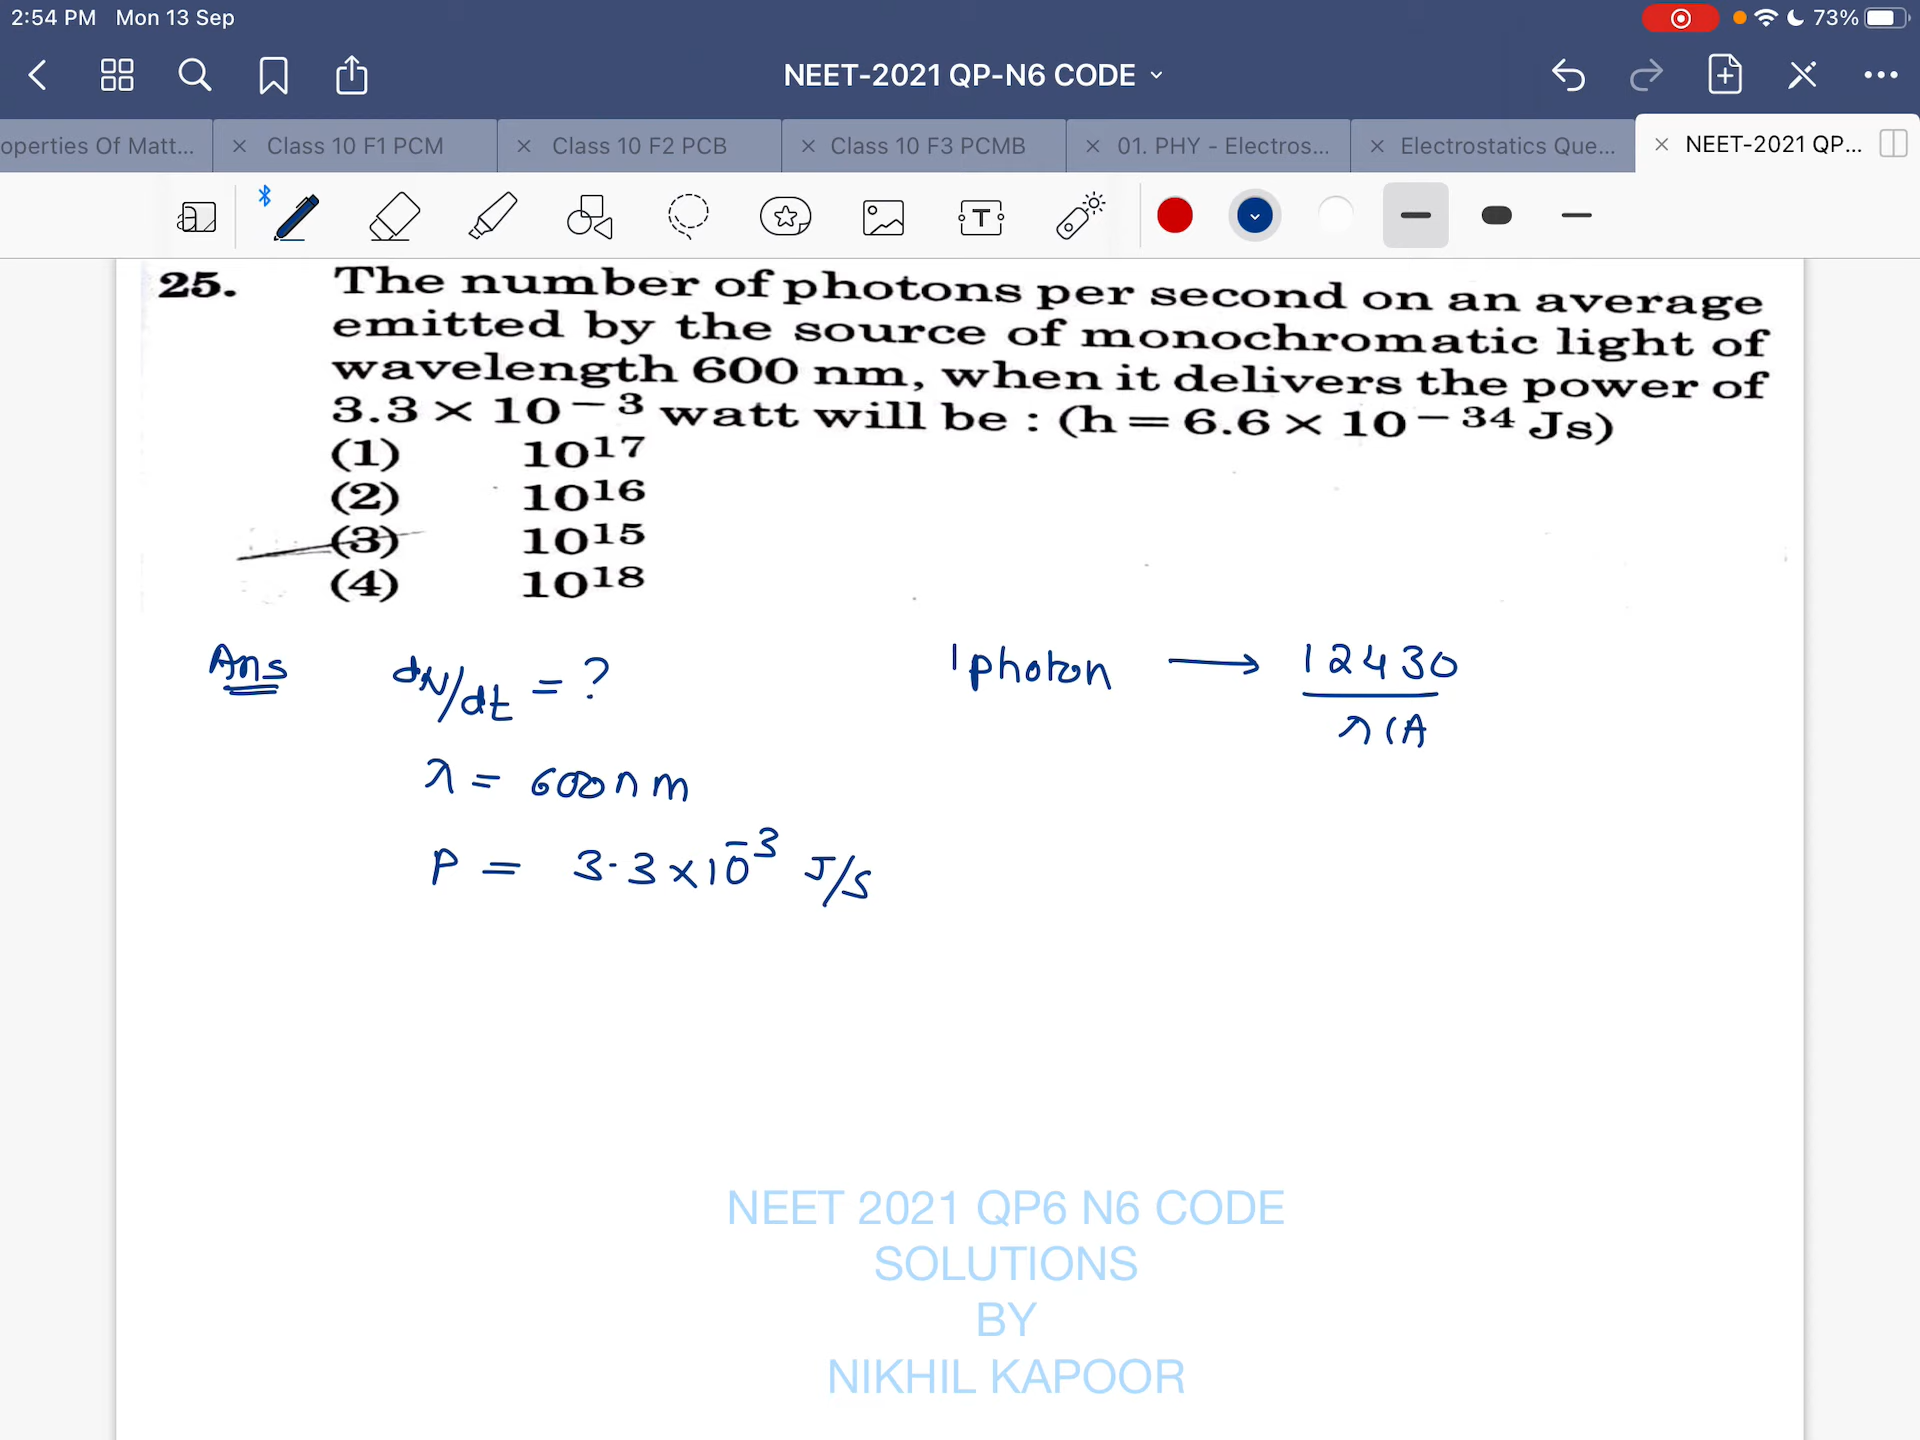 2:54 PM Mon 13 Sep
73%
NEET-2021 QP-N6 CODE
operties Of Matt...
Class 10 F1 PCM
Class 10 F2 PCB
Class 10 F3 PCMB
01. PHY - Electros...
Electrostatics Que...
NEET-2021 QP...
25. The number of photons per second on an average
emitted by the source of monochromatic light of
wavelength 600 nm, when it delivers the power of
3.3 × 10⁻³ watt will be : (h = 6.6 × 10⁻³⁴ Js)
(1) 10¹⁷
(2) 10¹⁶
(3) 10¹⁵
(4) 10¹⁸
Ans dN/dt = ?
1 photon → 12430
λ (A
λ = 600 nm
P = 3.3 × 10⁻³ J/s
NEET 2021 QP6 N6 CODE
SOLUTIONS
BY
NIKHIL KAPOOR